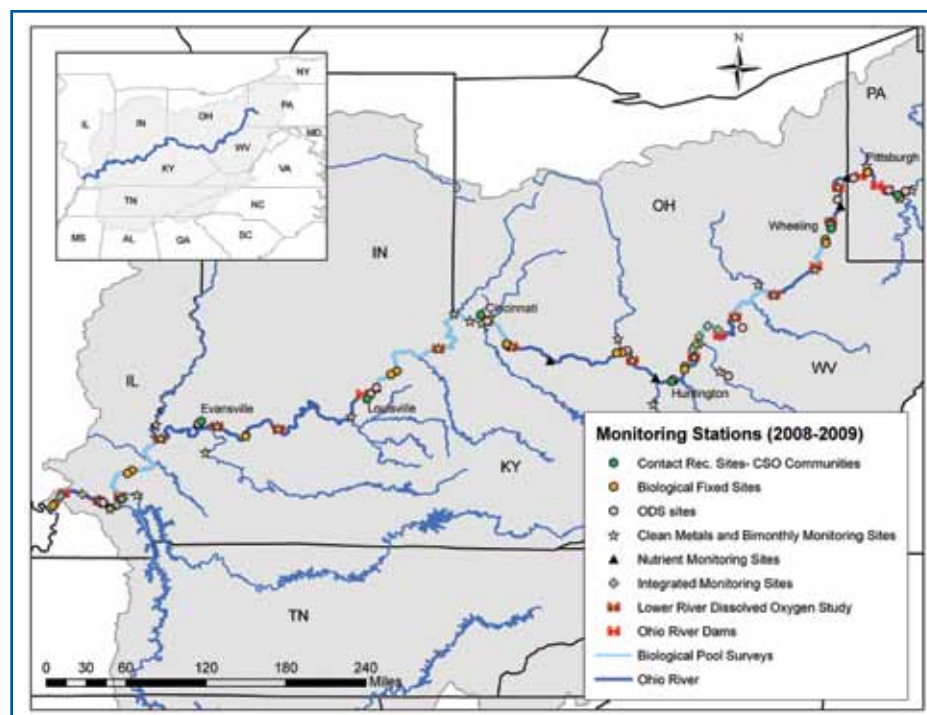 N
NY
PA
OH
IN
IL
MD
WV
VA
KY
NC
TN
SC
MS
AL
GA
PA
Pittsburgh
OH
Wheeling
IN
Cincinnati
WV
IL
Evansville
Louisville
Huntington
KY
TN
Monitoring Stations (2008-2009)
Contact Rec. Sites- CSO Communities
Biological Fixed Sites
ODS sites
Clean Metals and Bimonthly Monitoring Sites
Nutrient Monitoring Sites
Integrated Monitoring Sites
Lower River Dissolved Oxygen Study
Ohio River Dams
Biological Pool Surveys
Ohio River
0 30 60 120 180 240
Miles